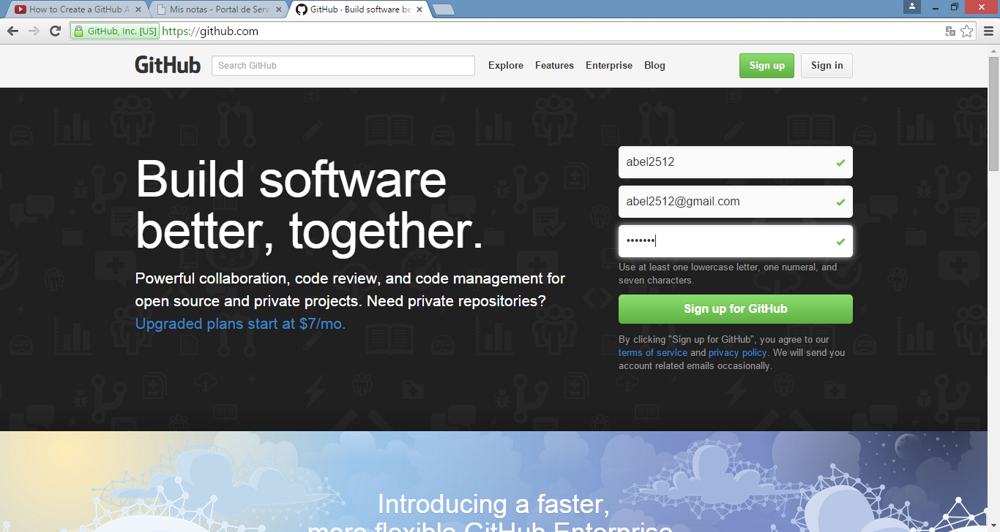 How to Create a GitHub A
Mis notas - Portal de Serv
GitHub · Build software be
GitHub, Inc. [US] https://github.com
GitHub
Search GitHub
Explore
Features
Enterprise
Blog
Sign up
Sign in
Build software
better, together.
Powerful collaboration, code review, and code management for
open source and private projects. Need private repositories?
Upgraded plans start at $7/mo.
abel2512
abel2512@gmail.com
•••••••
Use at least one lowercase letter, one numeral, and
seven characters.
Sign up for GitHub
By clicking "Sign up for GitHub", you agree to our
terms of service and privacy policy. We will send you
account related emails occasionally.
Introducing a faster,
more flexible GitHub Enterprise